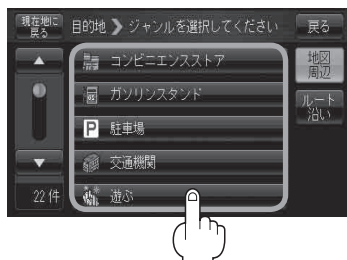 現在地に
戻る
目的地 ❯ ジャンルを選択してください
戻る
コンビニエンスストア
ガソリンスタンド
P 駐車場
交通機関
遊ぶ
地図
周辺
ルート
沿い
22件